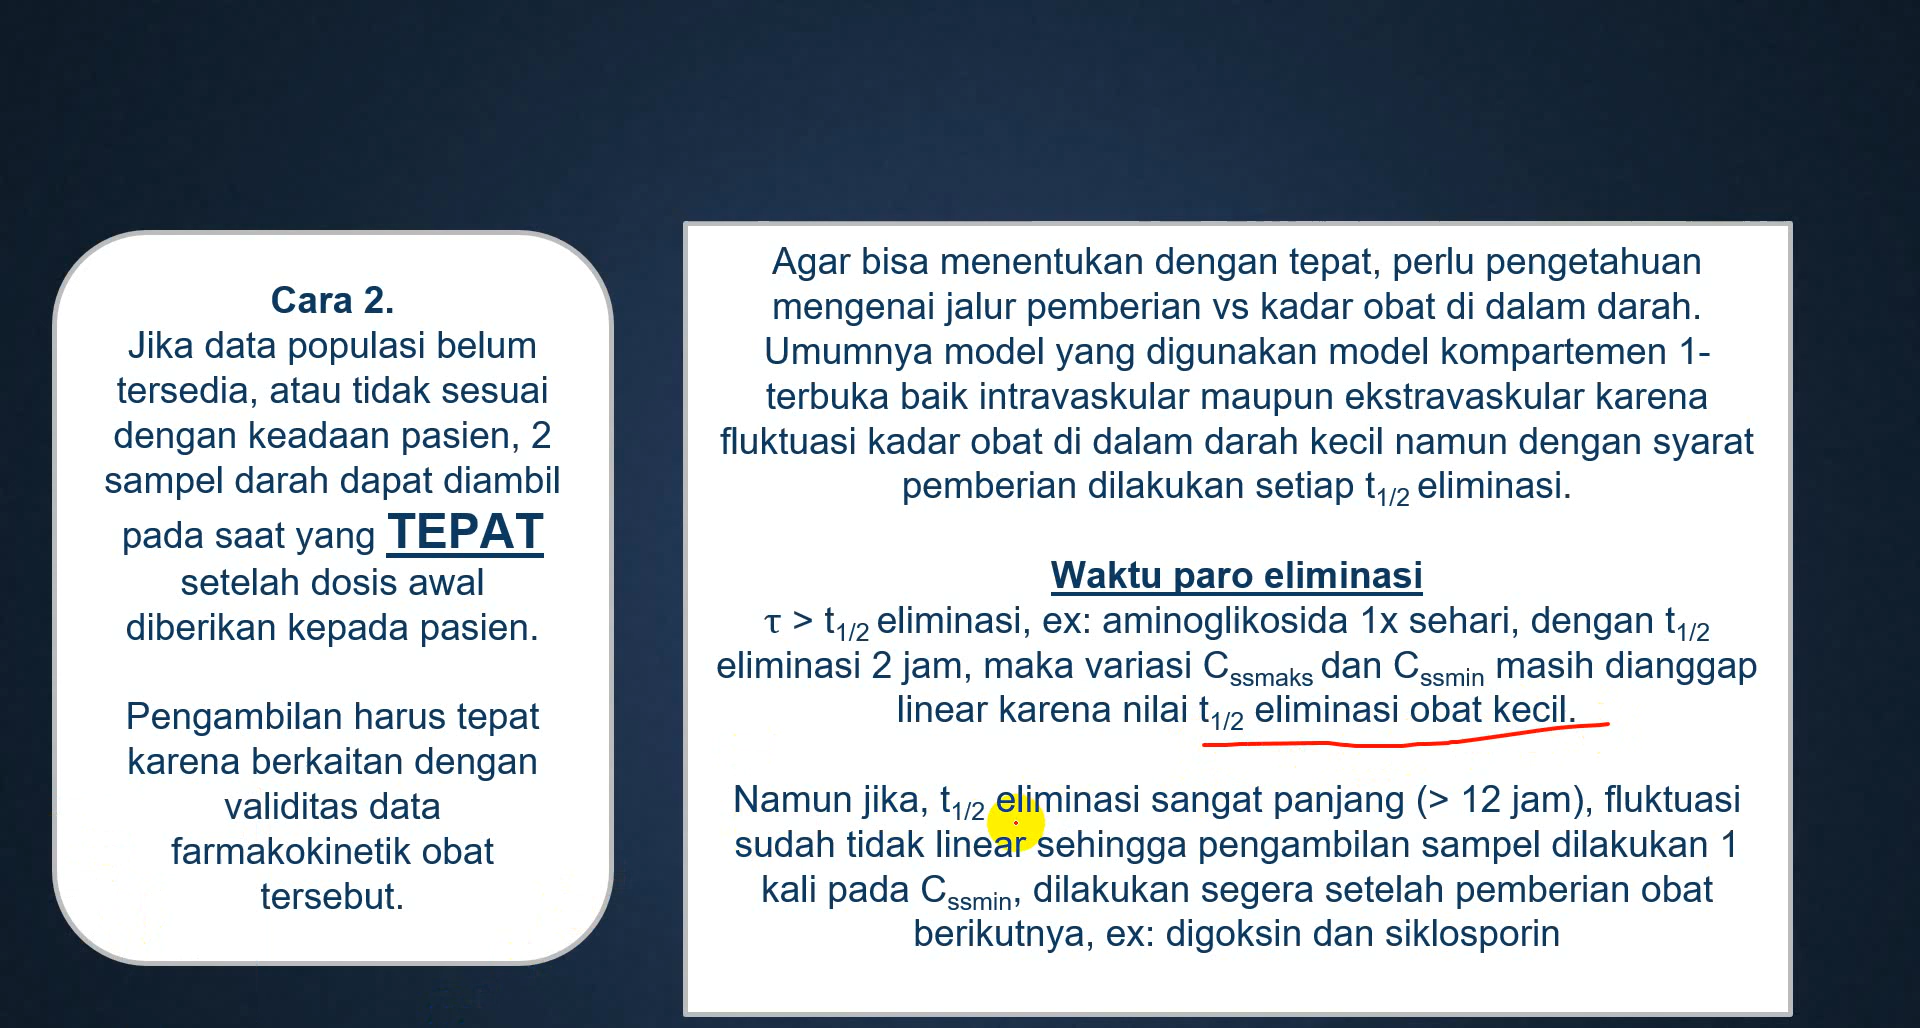 Cara 2.
Jika data populasi belum
tersedia, atau tidak sesuai
dengan keadaan pasien, 2
sampel darah dapat diambil
pada saat yang TEPAT
setelah dosis awal
diberikan kepada pasien.
Pengambilan harus tepat
karena berkaitan dengan
validitas data
farmakokinetik obat
tersebut.
Agar bisa menentukan dengan tepat, perlu pengetahuan
mengenai jalur pemberian vs kadar obat di dalam darah.
Umumnya model yang digunakan model kompartemen 1-
terbuka baik intravaskular maupun ekstravaskular karena
fluktuasi kadar obat di dalam darah kecil namun dengan syarat
pemberian dilakukan setiap t1/2 eliminasi.
Waktu paro eliminasi
τ > t1/2 eliminasi, ex: aminoglikosida 1x sehari, dengan t1/2
eliminasi 2 jam, maka variasi Cssmaks dan Cssmin masih dianggap
linear karena nilai t1/2 eliminasi obat kecil.
Namun jika, t1/2 eliminasi sangat panjang (> 12 jam), fluktuasi
sudah tidak linear sehingga pengambilan sampel dilakukan 1
kali pada Cssmin, dilakukan segera setelah pemberian obat
berikutnya, ex: digoksin dan siklosporin